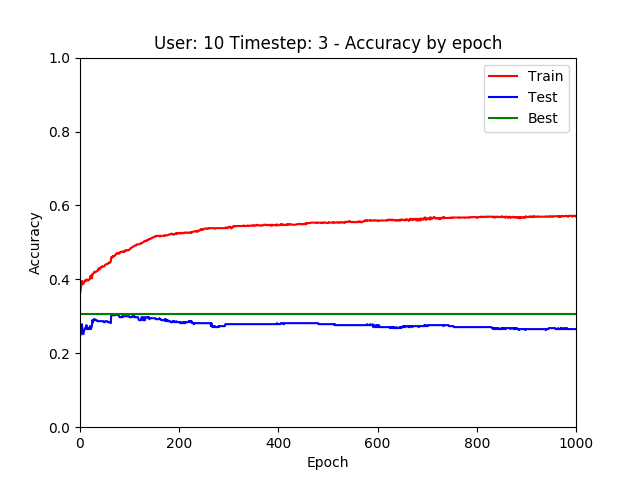 User: 10 Timestep: 3 - Accuracy by epoch
1.0
0.8
0.6
0.4
0.2
0.0
Accuracy
Train
Test
Best
0 200 400 600 800 1000
Epoch